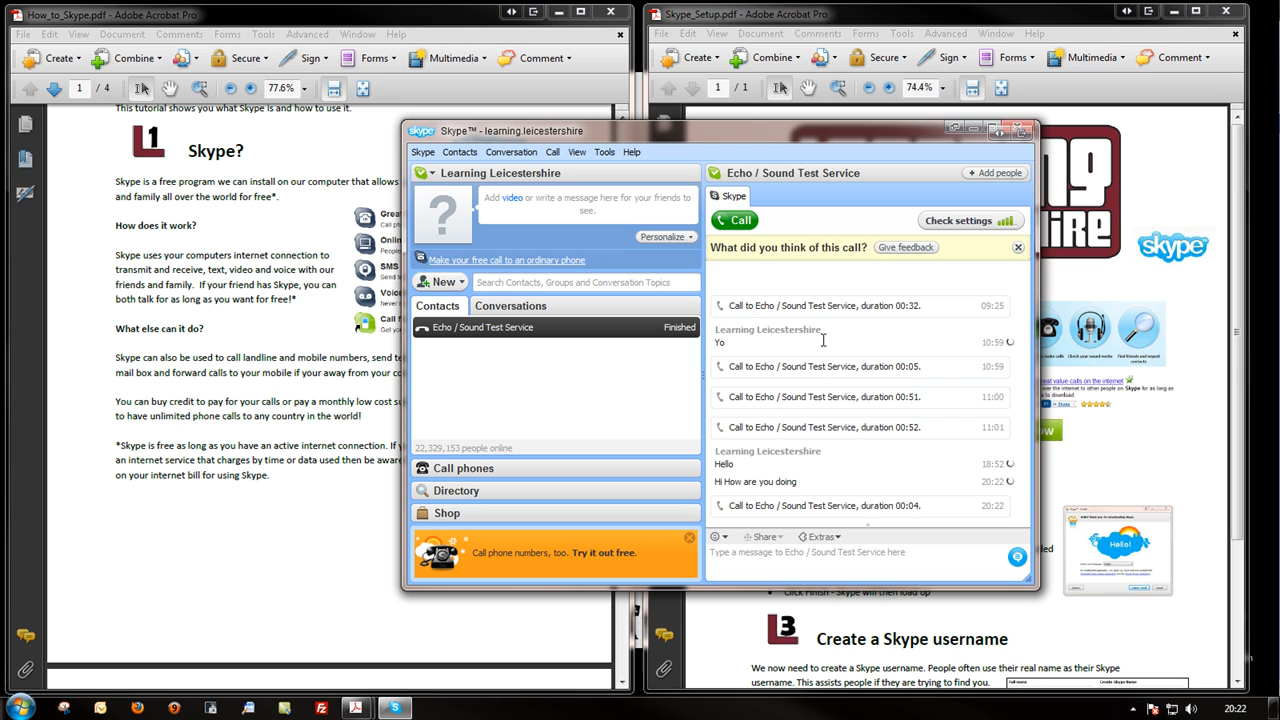 How_to_Skype.pdf - Adobe Acrobat Pro
File Edit View Document Comments Forms Tools Advanced Window Help
Create Combine Secure Sign Forms Multimedia Comment
1 / 4 77.6%
This tutorial shows you what Skype is and how to use it.
L1 Skype?
Skype is a free program we can install on our computer that allows
and family all over the world for free*.
How does it work?
Skype uses your computers internet connection to
transmit and receive, text, video and voice with our
friends and family. If your friend has Skype, you can
both talk for as long as you want for free!*
What else can it do?
Skype can also be used to call landline and mobile numbers, send te
mail box and forward calls to your mobile if your away from your co
You can buy credit to pay for your calls or pay a monthly low cost su
to have unlimited phone calls to any country in the world!
*Skype is free as long as you have an active internet connection. If y
an internet service that charges by time or data used then be aware
on your internet bill for using Skype.
Skype_Setup.pdf - Adobe Acrobat Pro
File Edit View Document Comments Forms Tools Advanced Window Help
Create Combine Secure Sign Forms Multimedia Comment
1 / 1 74.4%
skype
Click Finish - Skype will then load up
Hello!
L3 Create a Skype username
We now need to create a Skype username. People often use their real name as their Skype
username. This assists people if they are trying to find you.
Full name Create Skype Name
skype Skype™ - learning.leicestershire
Skype Contacts Conversation Call View Tools Help
Learning Leicestershire
Add video or write a message here for your friends to
see.
Personalize
Make your free call to an ordinary phone
New Search Contacts, Groups and Conversation Topics
Contacts Conversations
Echo / Sound Test Service Finished
22,329,153 people online
Call phones
Directory
Shop
Call phone numbers, too. Try it out free.
Echo / Sound Test Service Add people
Skype
Call Check settings
What did you think of this call? Give feedback
Call to Echo / Sound Test Service, duration 00:32. 09:25
Learning Leicestershire
Yo 10:59
Call to Echo / Sound Test Service, duration 00:05. 10:59
Call to Echo / Sound Test Service, duration 00:51. 11:00
Call to Echo / Sound Test Service, duration 00:52. 11:01
Learning Leicestershire
Hello 18:52
Hi How are you doing 20:22
Call to Echo / Sound Test Service, duration 00:04. 20:22
Share Extras
Type a message to Echo / Sound Test Service here
20:22